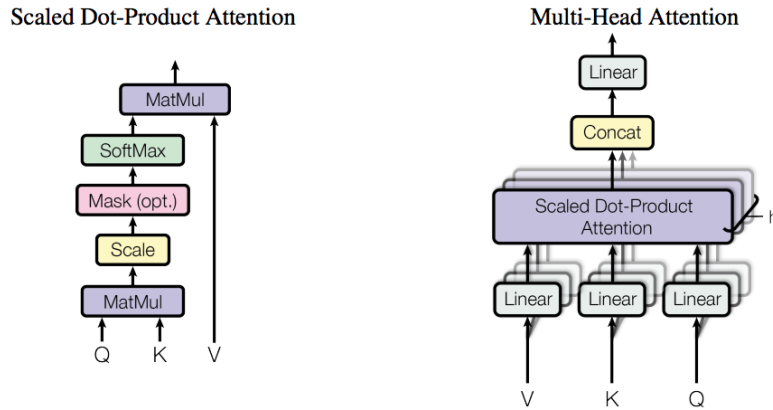 Scaled Dot-Product Attention
MatMul
SoftMax
Mask (opt.)
Scale
MatMul
Q K V
Multi-Head Attention
Linear
Concat
Scaled Dot-Product
Attention
h
Linear Linear Linear
V K Q